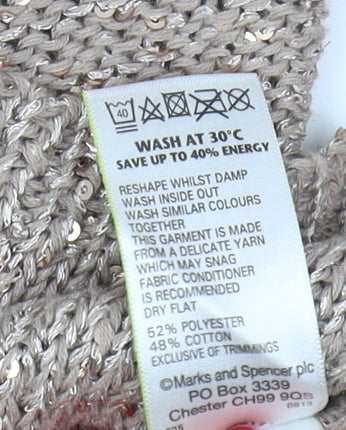 40
WASH AT 30°C
SAVE UP TO 40% ENERGY
RESHAPE WHILST DAMP
WASH INSIDE OUT
WASH SIMILAR COLOURS
TOGETHER
THIS GARMENT IS MADE
FROM A DELICATE YARN
WHICH MAY SNAG
FABRIC CONDITIONER
IS RECOMMENDED
DRY FLAT
52% POLYESTER
48% COTTON
EXCLUSIVE OF TRIMMINGS
©Marks and Spencer plc
PO Box 3339
Chester CH99 9QS
0813